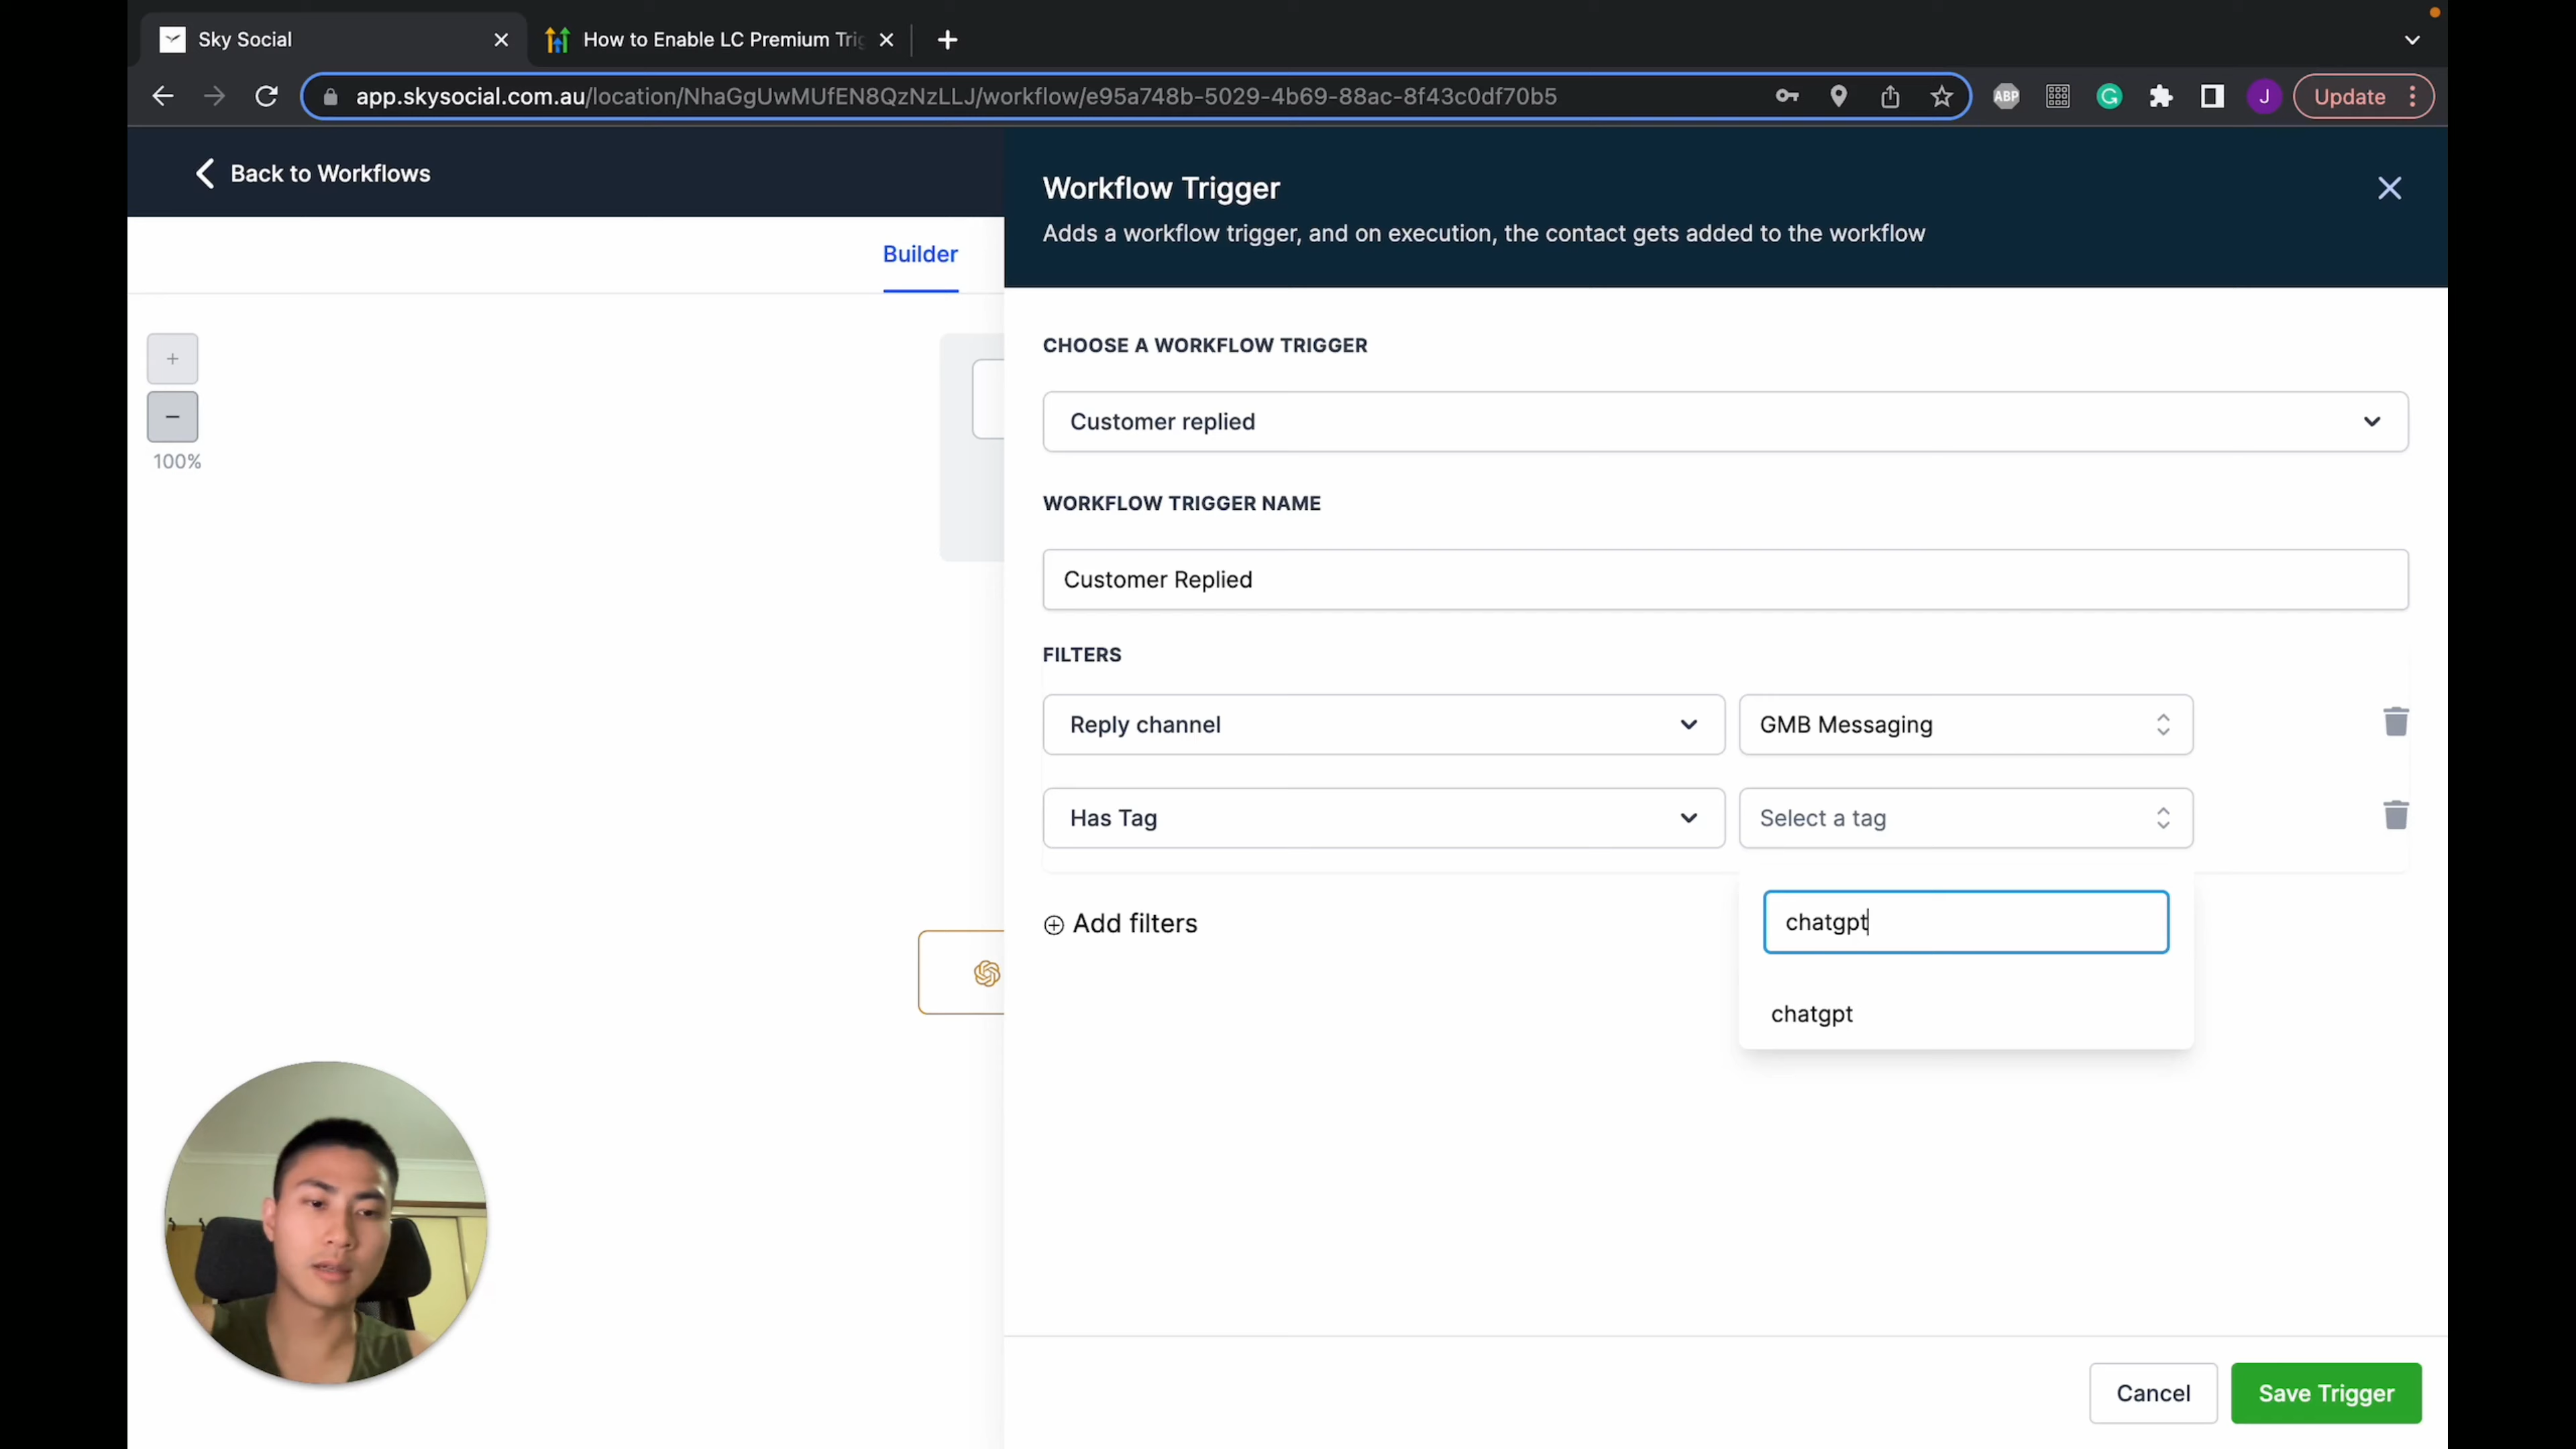 Sky Social
How to Enable LC Premium Trig
app.skysocial.com.au/location/NhaGgUwMUfEN8QzNzLLJ/workflow/e95a748b-5029-4b69-88ac-8f43c0df70b5
ABP
G
J
Update
Back to Workflows
Workflow Trigger
Adds a workflow trigger, and on execution, the contact gets added to the workflow
Builder
CHOOSE A WORKFLOW TRIGGER
+
Customer replied
−
100%
WORKFLOW TRIGGER NAME
Customer Replied
FILTERS
Reply channel
GMB Messaging
Has Tag
Select a tag
Add filters
chatgpt
chatgpt
Cancel
Save Trigger